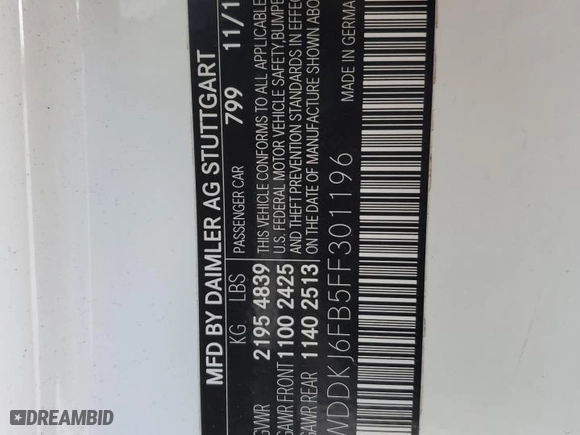 MFD BY DAIMLER AG STUTTGART
799 11/1
KG LBS PASSENGER CAR
GVWR 2195 4839 THIS VEHICLE CONFORMS TO ALL APPLICABLE
GAWR FRONT 1100 2425 U.S. FEDERAL MOTOR VEHICLE SAFETY, BUMPE
GAWR REAR 1140 2513 AND THEFT PREVENTION STANDARDS IN EFFEC
ON THE DATE OF MANUFACTURE SHOWN ABO
MADE IN GERMAN
WDDKJ6FB5FF301196
DREAMBID